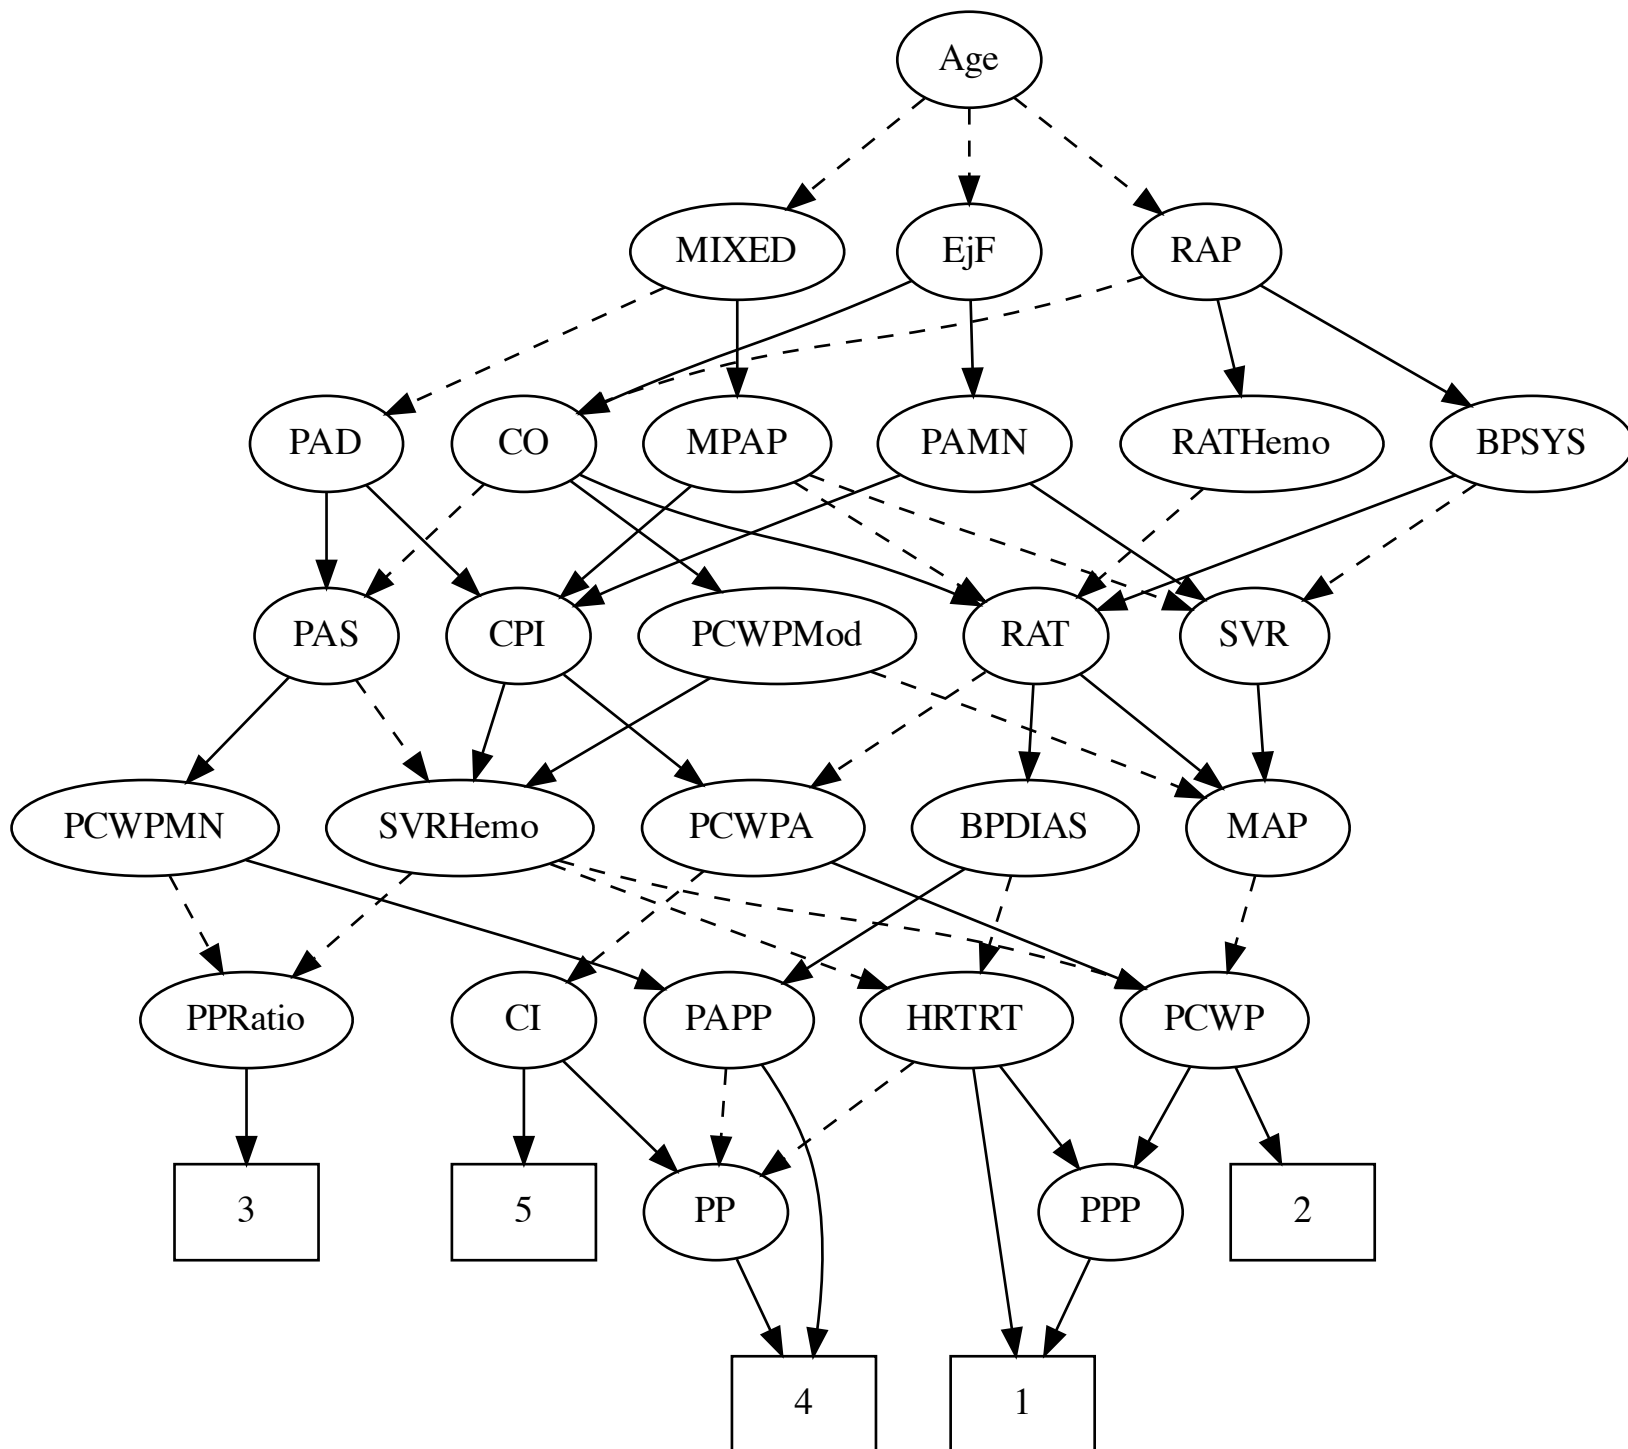 Age
MIXED
EjF
RAP
PAD
CO
MPAP
PAMN
RATHemo
BPSYS
PAS
CPI
PCWPMod
RAT
SVR
PCWPMN
SVRHemo
PCWPA
BPDIAS
MAP
PPRatio
CI
PAPP
HRTRT
PCWP
3
5
PP
PPP
2
4
1